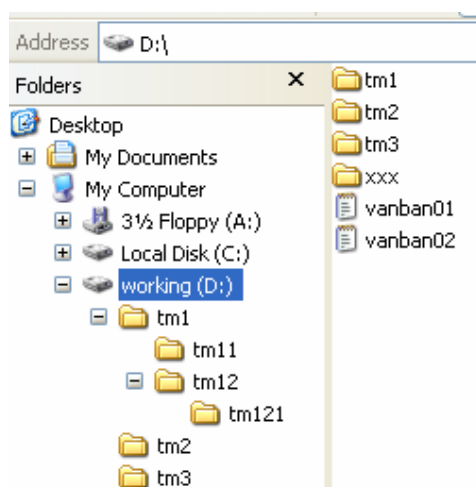 Address D:\
Folders
Desktop
My Documents
My Computer
3½ Floppy (A:)
Local Disk (C:)
working (D:)
tm1
tm11
tm12
tm121
tm2
tm3
tm1
tm2
tm3
xxx
vanban01
vanban02